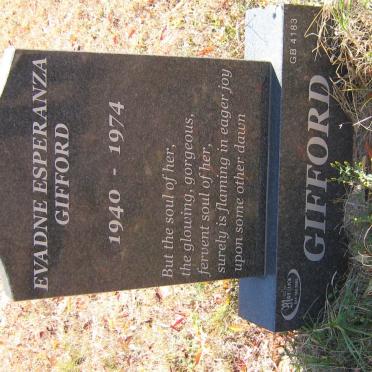 EVADNE ESPERANZA
GIFFORD
1940 - 1974
But the soul of her,
the glowing, gorgeous,
fervent soul of her,
surely is flaming in eager joy
upon some other dawn
GB 4183
GIFFORD